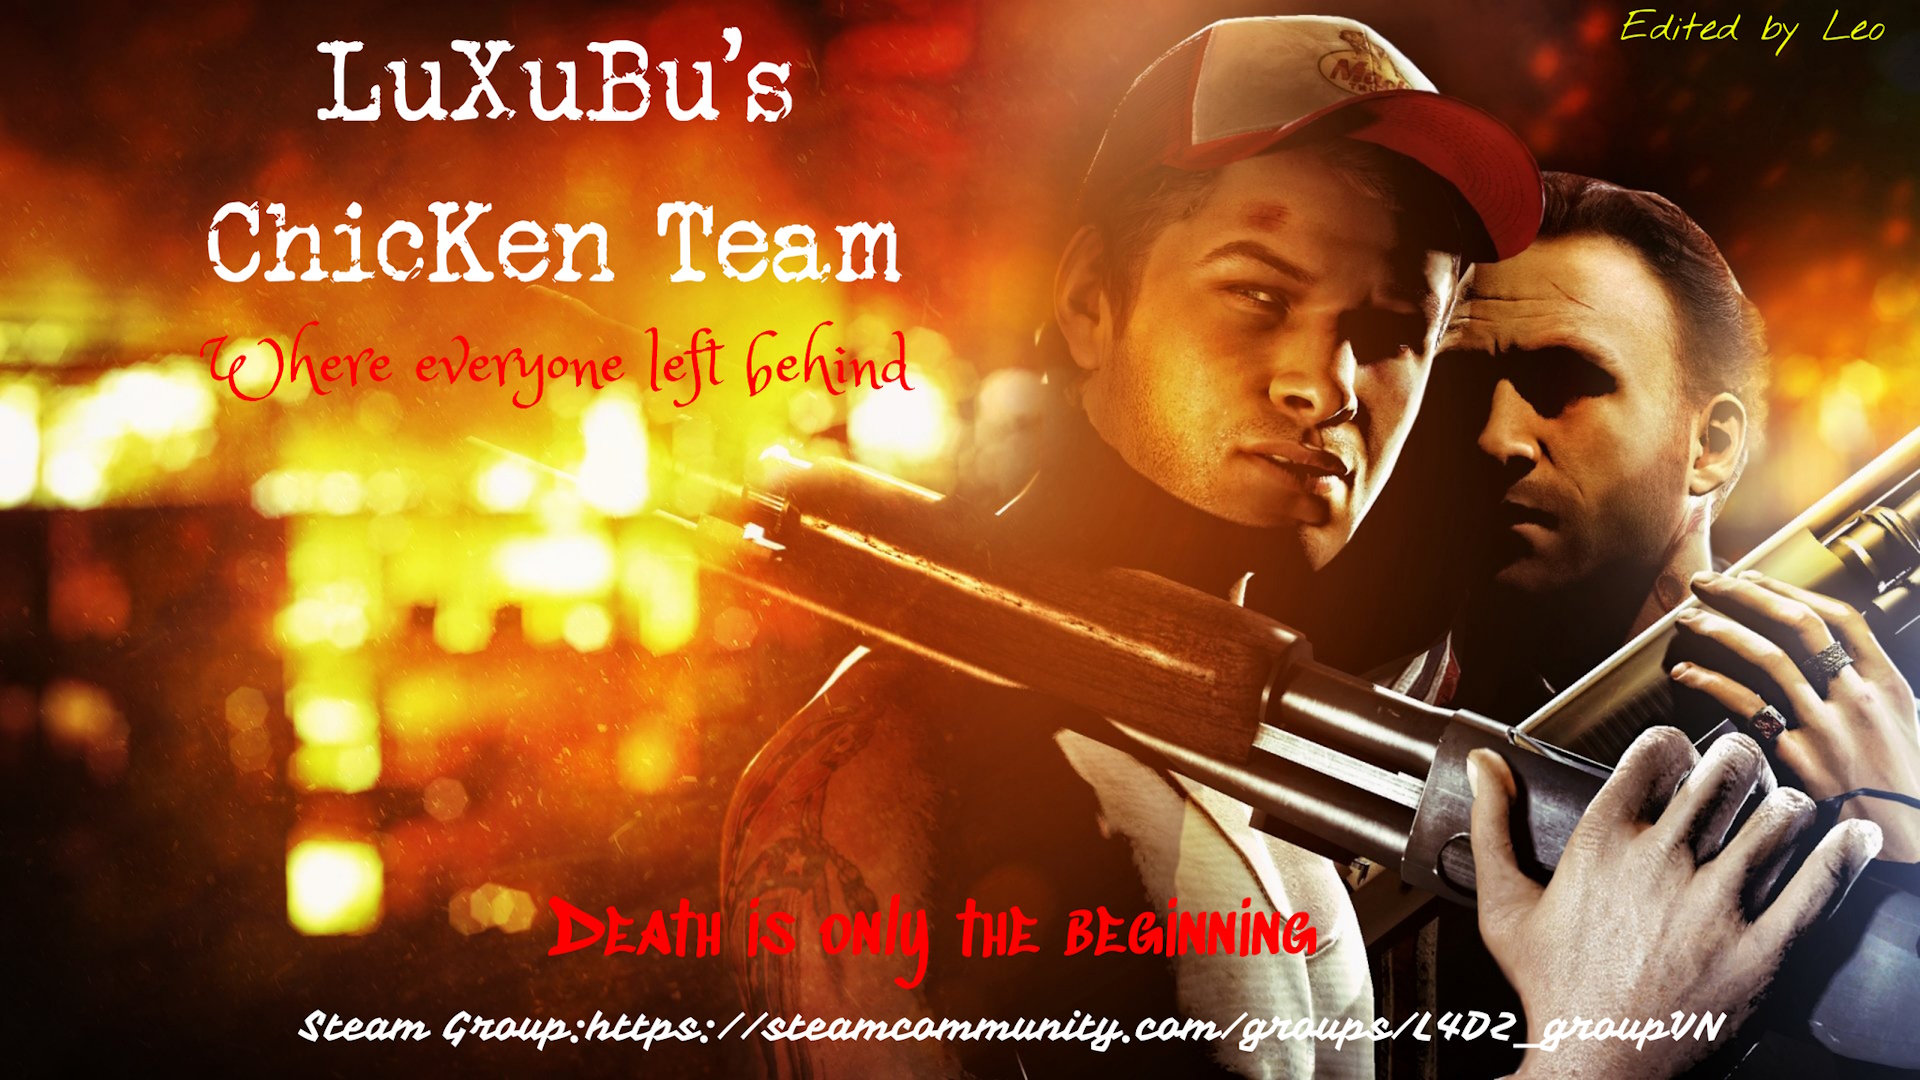 Edited by Leo
LuXuBu's
ChicKen Team
Where everyone left behind
Death is only the beginning
Steam Group:https://steamcommunity.com/groups/L4D2_groupVN